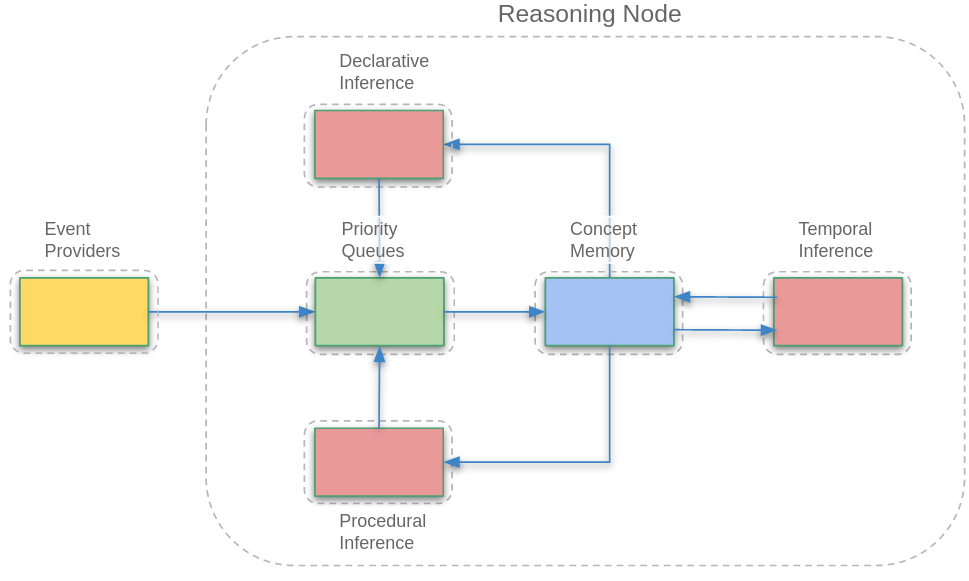 Reasoning Node
Declarative
Inference
Event
Providers
Priority
Queues
Concept
Memory
Temporal
Inference
Procedural
Inference